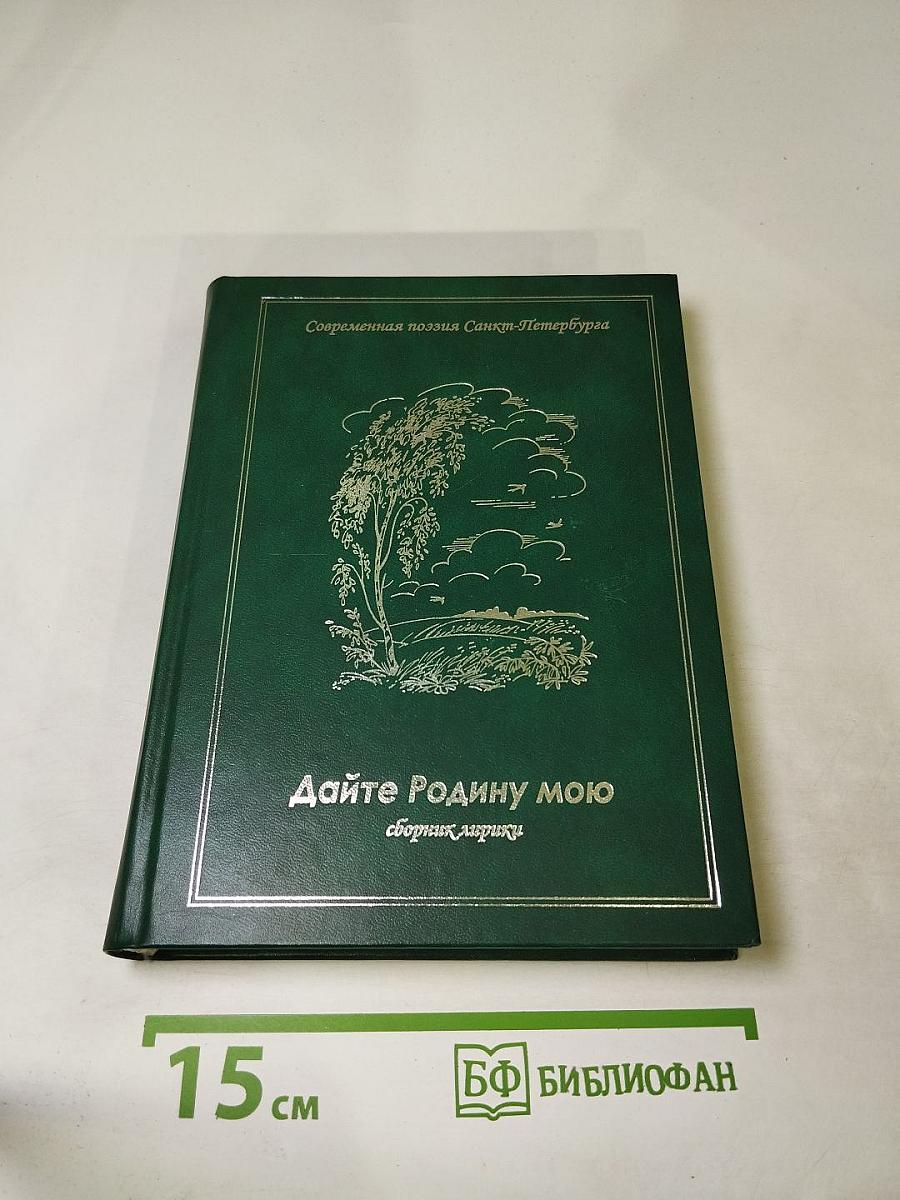 Современная поэзия Санкт-Петербурга
Дайте Родину мою
сборник лирики
15 см
БФ БИБЛИОФАН